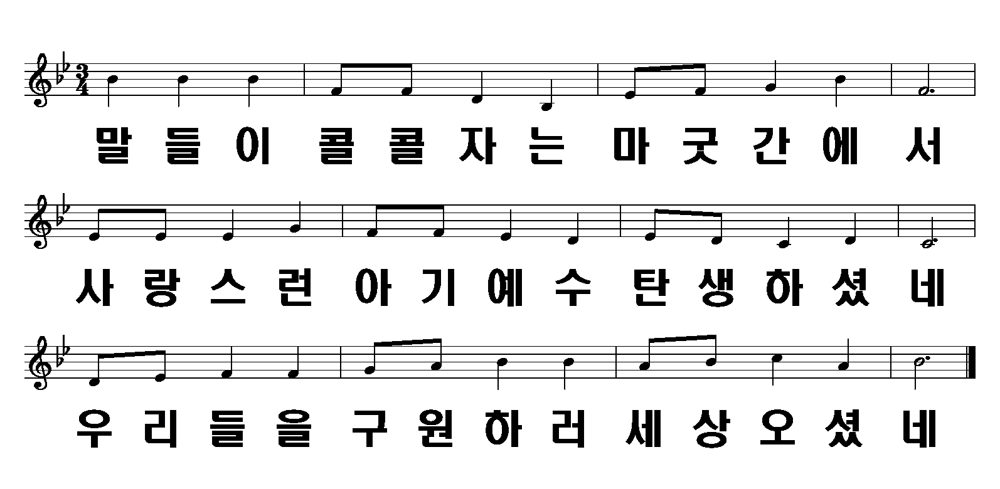 3
4
말들이 콜콜자는 마굿간에서
사랑스런 아기예수 탄생하셨네
우리들을 구원하러 세상오셨네